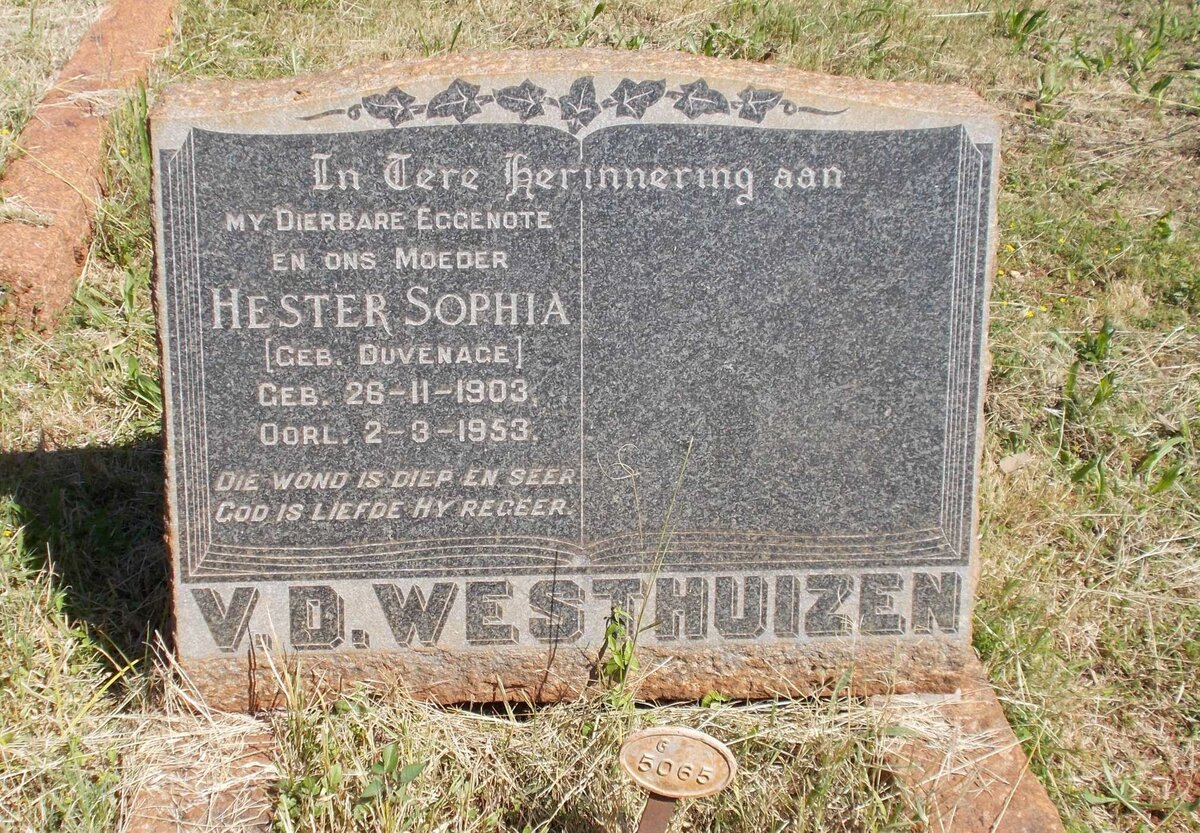 In Tere Herinnering aan
MY DIERBARE EGGENOTE
EN ONS MOEDER
HESTER SOPHIA
[GEB. DUVENAGE]
GEB. 26-11-1903.
OORL. 2-3-1953.
DIE WOND IS DIEP EN SEER
GOD IS LIEFDE HY REGEER.
V.D. WESTHUIZEN
G
5065